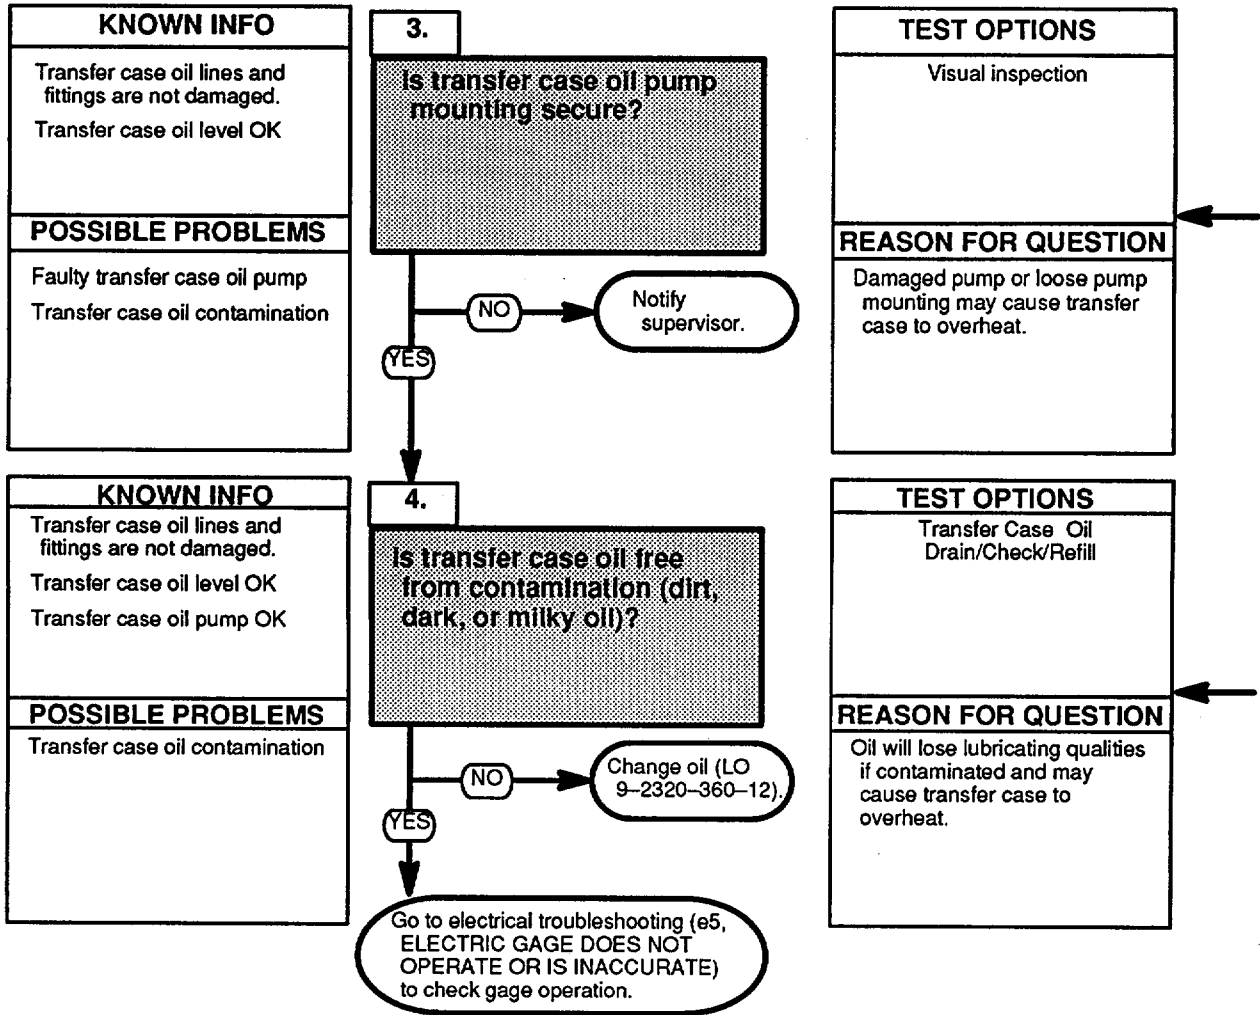 KNOWN INFO
Transfer case oil lines and
fittings are not damaged.
Transfer case oil level OK
POSSIBLE PROBLEMS
Faulty transfer case oil pump
Transfer case oil contamination
3.
Is transfer case oil pump
mounting secure?
NO
Notify
supervisor.
YES
TEST OPTIONS
Visual inspection
REASON FOR QUESTION
Damaged pump or loose pump
mounting may cause transfer
case to overheat.
KNOWN INFO
Transfer case oil lines and
fittings are not damaged.
Transfer case oil level OK
Transfer case oil pump OK
POSSIBLE PROBLEMS
Transfer case oil contamination
4.
Is transfer case oil free
from contamination (dirt,
dark, or milky oil)?
NO
Change oil (LO
9–2320–360–12).
YES
Go to electrical troubleshooting (e5,
ELECTRIC GAGE DOES NOT
OPERATE OR IS INACCURATE)
to check gage operation.
TEST OPTIONS
Transfer Case Oil
Drain/Check/Refill
REASON FOR QUESTION
Oil will lose lubricating qualities
if contaminated and may
cause transfer case to
overheat.